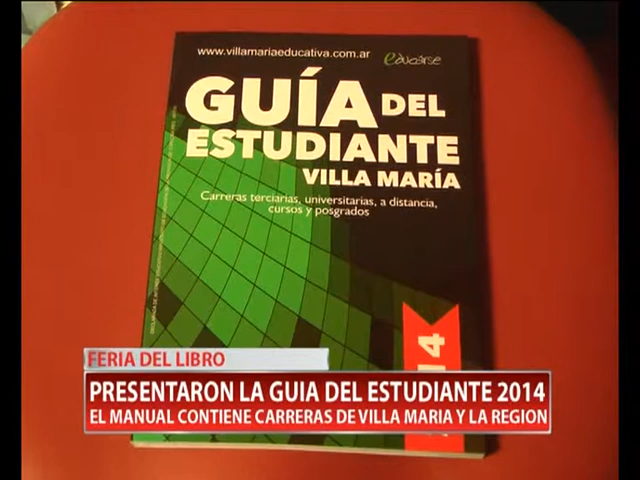 www.villamariaeducativa.com.ar
educarse
GUÍA DEL
ESTUDIANTE
VILLA MARÍA
Carreras terciarias, universitarias, a distancia,
cursos y posgrados
14
FERIA DEL LIBRO
PRESENTARON LA GUIA DEL ESTUDIANTE 2014
EL MANUAL CONTIENE CARRERAS DE VILLA MARIA Y LA REGION